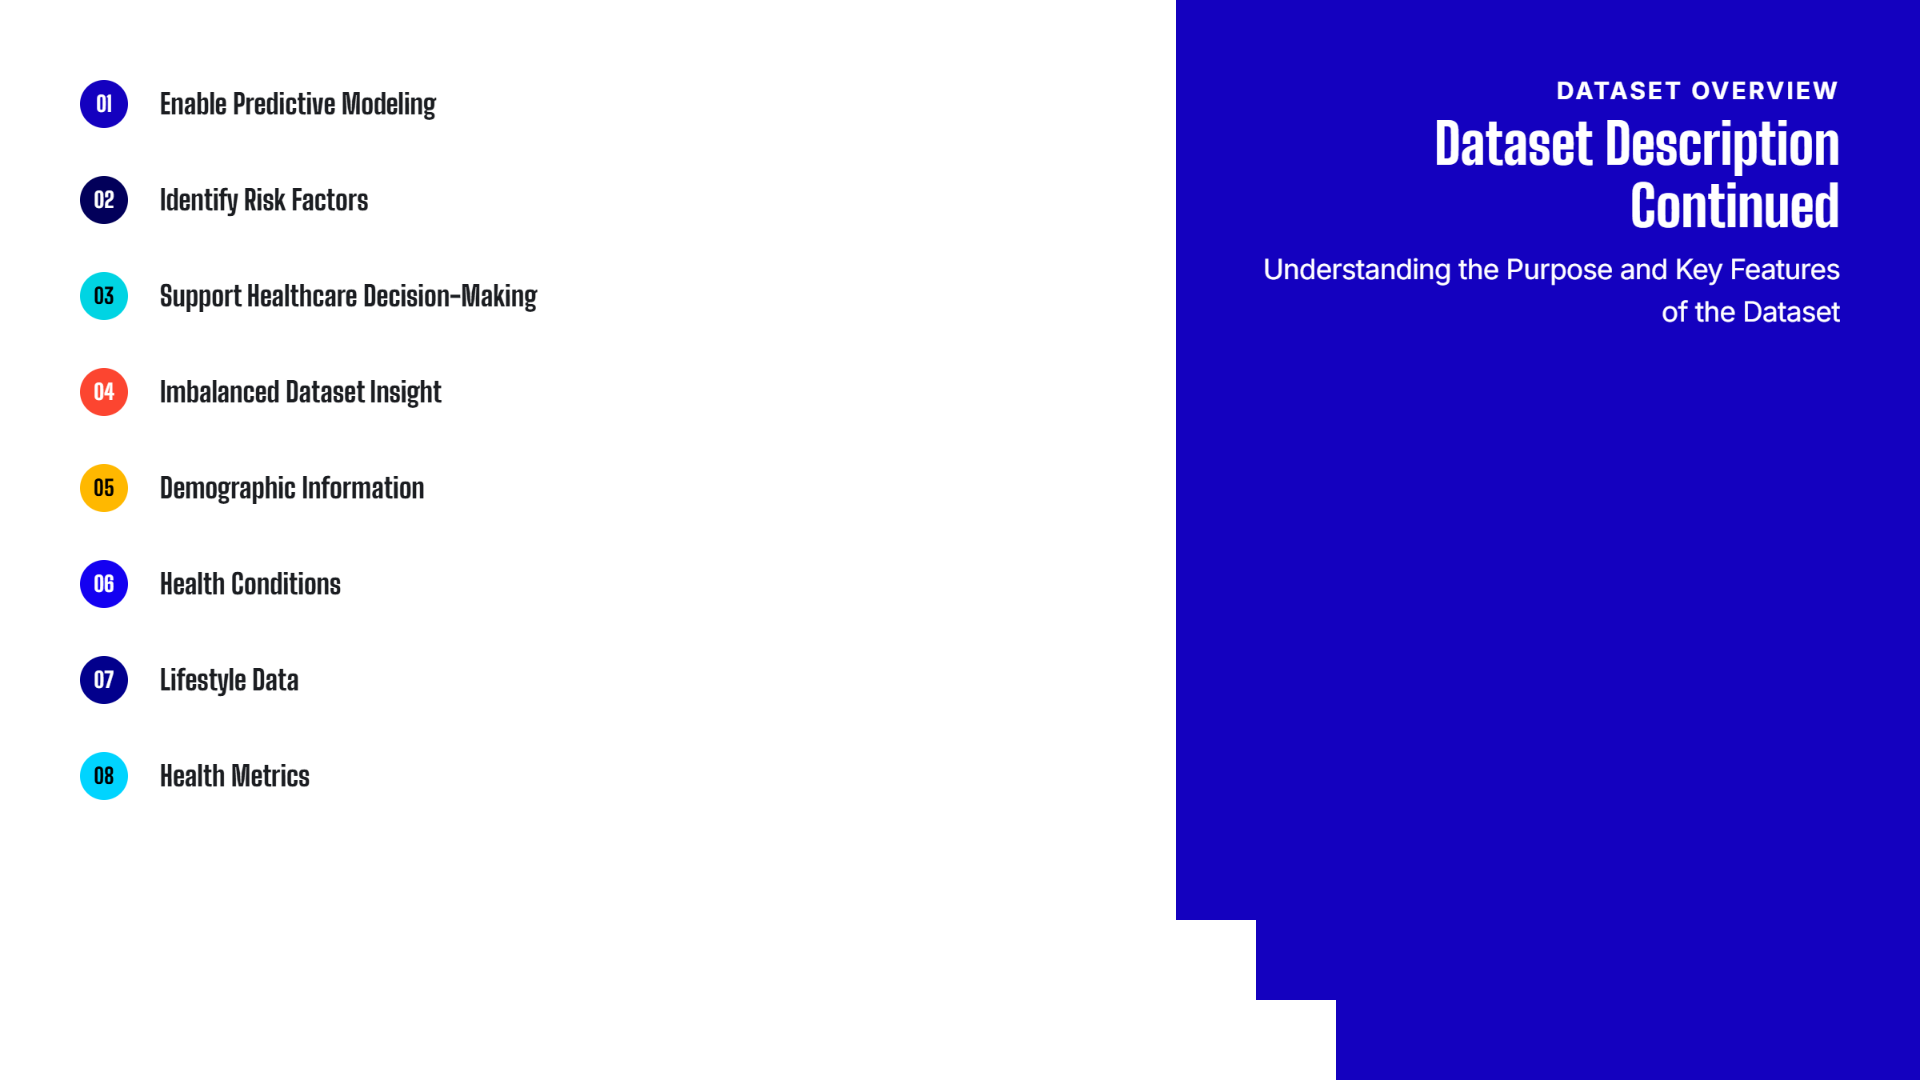 01 Enable Predictive Modeling
02 Identify Risk Factors
03 Support Healthcare Decision-Making
04 Imbalanced Dataset Insight
05 Demographic Information
06 Health Conditions
07 Lifestyle Data
08 Health Metrics
DATASET OVERVIEW
Dataset Description
Continued
Understanding the Purpose and Key Features
of the Dataset